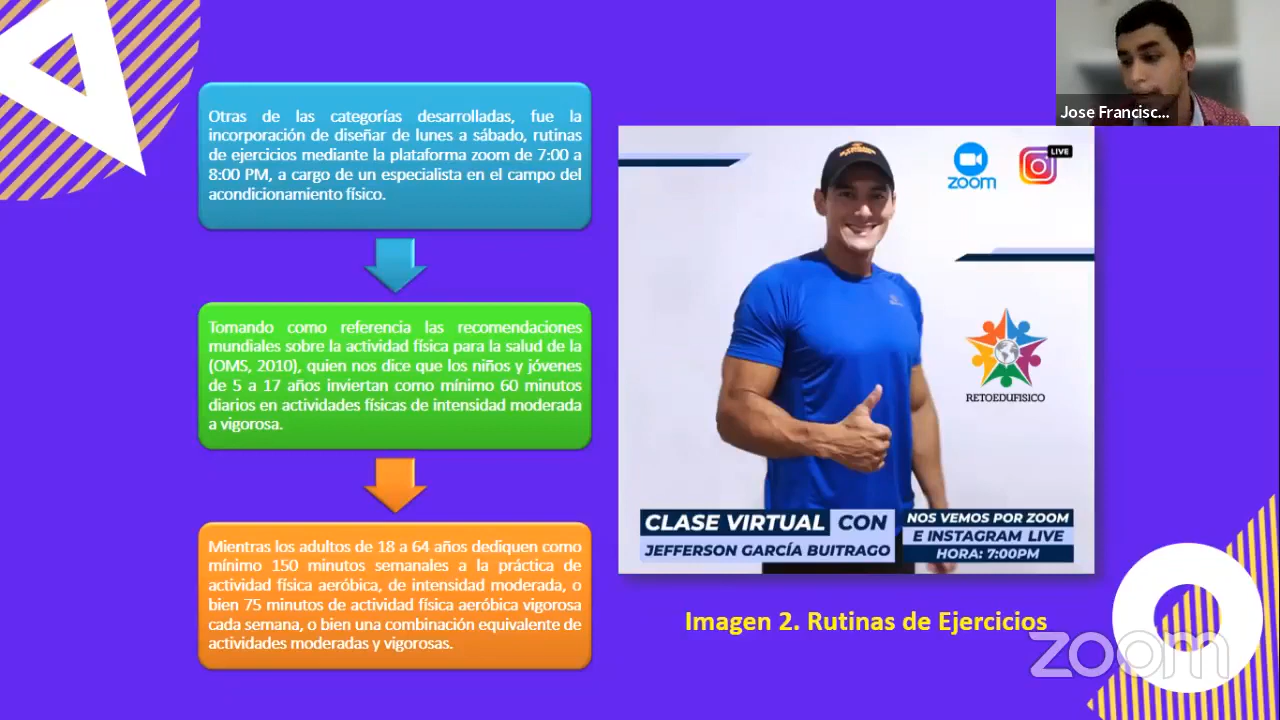 Otras de las categorías desarrolladas, fue la
incorporación de diseñar de lunes a sábado, rutinas
de ejercicios mediante la plataforma zoom de 7:00 a
8:00 PM, a cargo de un especialista en el campo del
acondicionamiento físico.
Tomando como referencia las recomendaciones
mundiales sobre la actividad física para la salud de la
(OMS, 2010), quien nos dice que los niños y jóvenes
de 5 a 17 años inviertan como mínimo 60 minutos
diarios en actividades físicas de intensidad moderada
a vigorosa.
Mientras los adultos de 18 a 64 años dediquen como
mínimo 150 minutos semanales a la práctica de
actividad física aeróbica, de intensidad moderada, o
bien 75 minutos de actividad física aeróbica vigorosa
cada semana, o bien una combinación equivalente de
actividades moderadas y vigorosas.
Jose Francisc...
zoom
LIVE
RETOEDUFISICO
CLASE VIRTUAL CON
JEFFERSON GARCÍA BUITRAGO
NOS VEMOS POR ZOOM
E INSTAGRAM LIVE
HORA: 7:00PM
Imagen 2. Rutinas de Ejercicios
zoom